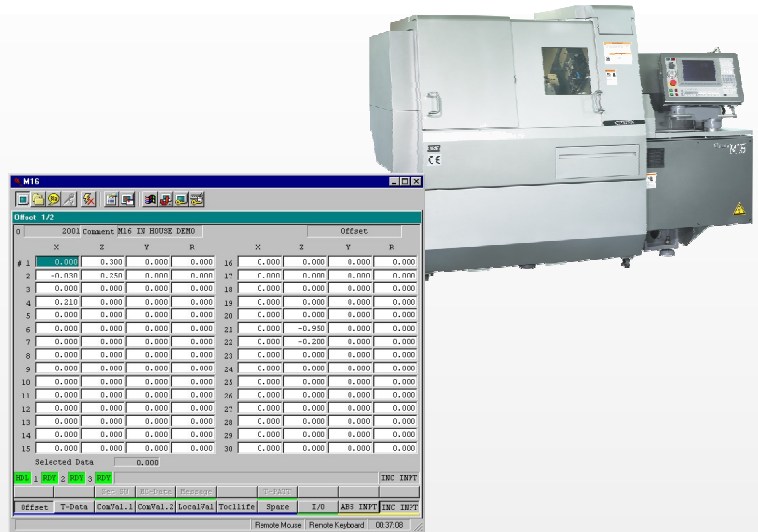 M16
Offset 1/2
O 2001 Comment M16 IN HOUSE DEMO Offset
X Z Y R X Z Y R
# 1 0.000 0.300 0.000 0.000 16 0.000 0.000 0.000 0.000
2 -0.030 0.250 0.000 0.000 17 0.000 0.000 0.000 0.000
3 0.000 0.000 0.000 0.000 18 0.000 0.000 0.000 0.000
4 0.210 0.000 0.000 0.000 19 0.000 0.000 0.000 0.000
5 0.000 0.000 0.000 0.000 20 0.000 0.000 0.000 0.000
6 0.000 0.000 0.000 0.000 21 0.000 -0.950 0.000 0.000
7 0.000 0.000 0.000 0.000 22 0.000 -0.200 0.000 0.000
8 0.000 0.000 0.000 0.000 23 0.000 0.000 0.000 0.000
9 0.000 0.000 0.000 0.000 24 0.000 0.000 0.000 0.000
10 0.000 0.000 0.000 0.000 25 0.000 0.000 0.000 0.000
11 0.000 0.000 0.000 0.000 26 0.000 0.000 0.000 0.000
12 0.000 0.000 0.000 0.000 27 0.000 0.000 0.000 0.000
13 0.000 0.000 0.000 0.000 28 0.000 0.000 0.000 0.000
14 0.000 0.000 0.000 0.000 29 0.000 0.000 0.000 0.000
15 0.000 0.000 0.000 0.000 30 0.000 0.000 0.000 0.000
Selected Data 0.000
HDL 1 RDY 2 RDY 3 RDY INC INPT
Message T-PATT
Offset T-Data ComVal.1 ComVal.2 LocalVal Toollife Space I/O ABS INPT INC INPT
Remote Mouse Remote Keyboard 00:37:08
CE
M16